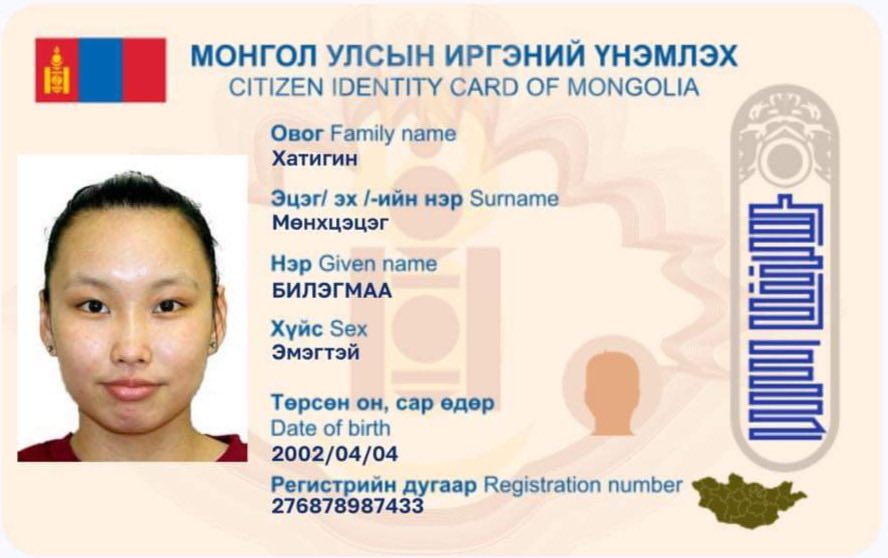 МОНГОЛ УЛСЫН ИРГЭНИЙ ҮНЭМЛЭХ
CITIZEN IDENTITY CARD OF MONGOLIA
Овог Family name
Хатигин
Эцэг/ эх /-ийн нэр Surname
Мөнхцэцэг
Нэр Given name
БИЛЭГМАА
Хүйс Sex
Эмэгтэй
Төрсөн он, сар өдөр
Date of birth
2002/04/04
Регистрийн дугаар Registration number
276878987433